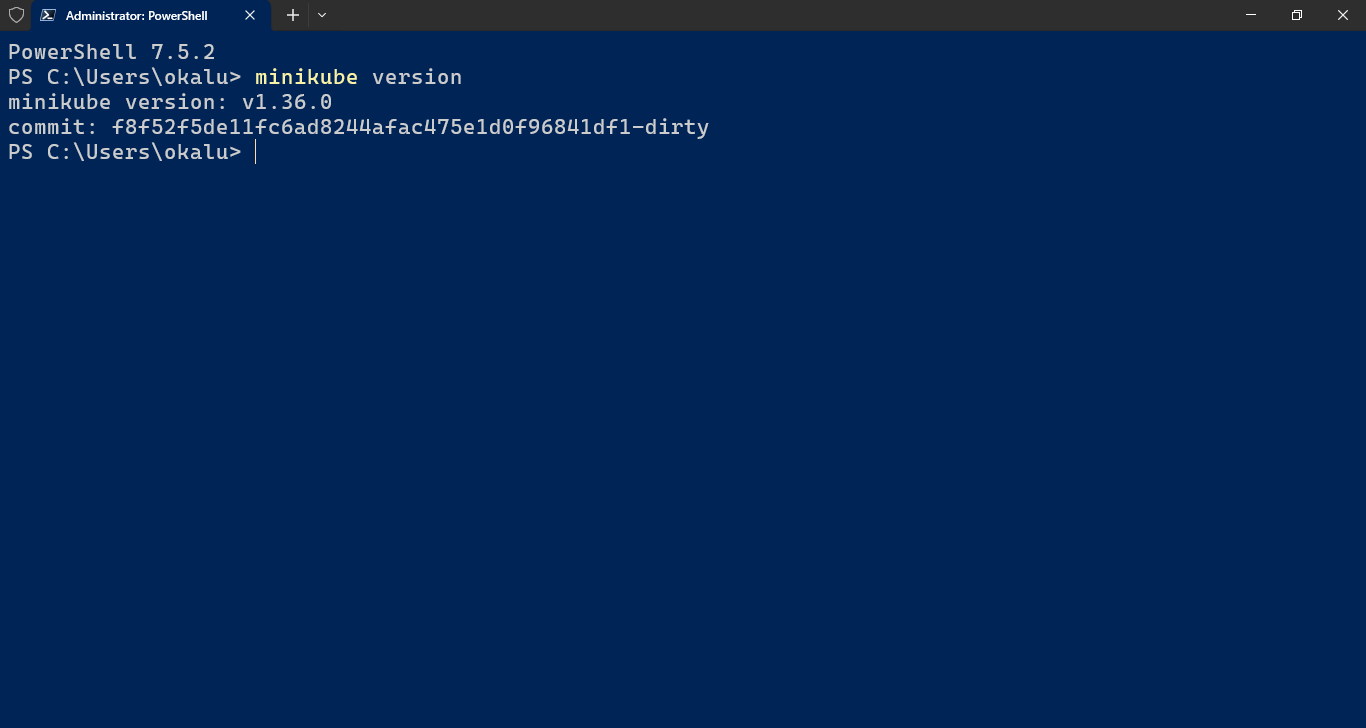 Administrator: PowerShell
PowerShell 7.5.2
PS C:\Users\okalu> minikube version
minikube version: v1.36.0
commit: f8f52f5de11fc6ad8244afac475e1d0f96841df1-dirty
PS C:\Users\okalu>